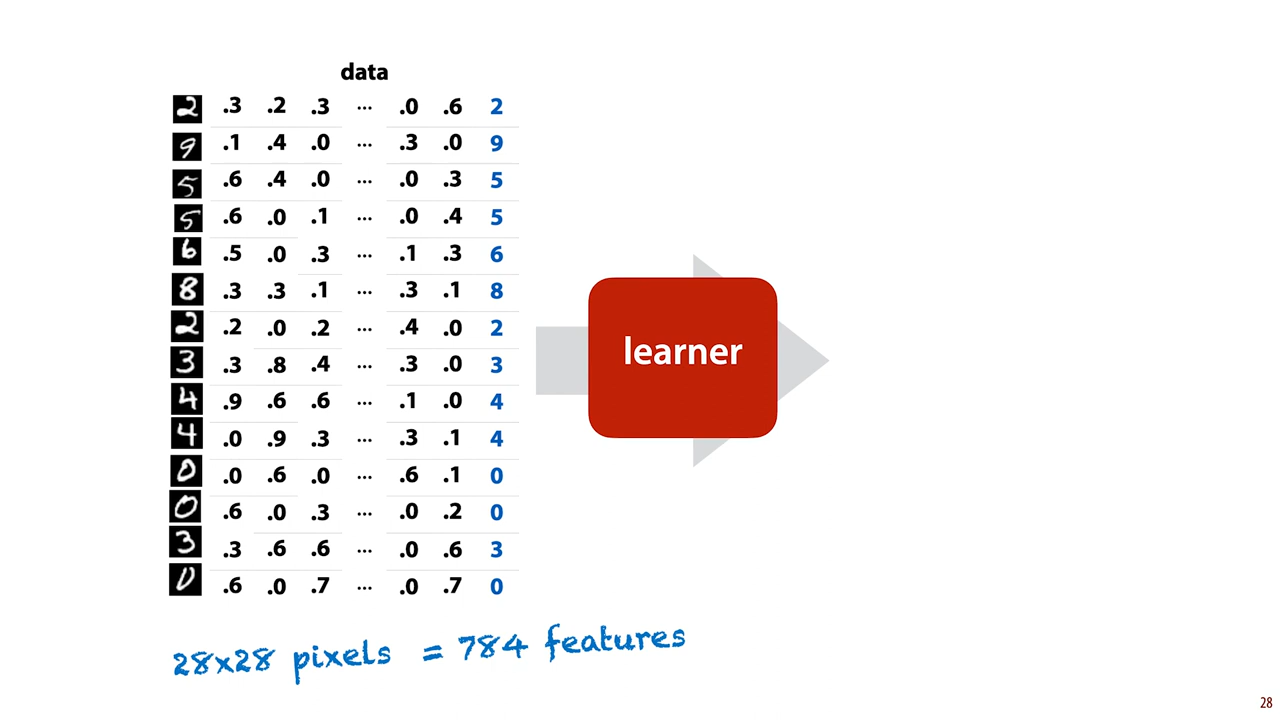 data
2 .3 .2 .3 ... .0 .6 2
9 .1 .4 .0 ... .3 .0 9
5 .6 .4 .0 ... .0 .3 5
5 .6 .0 .1 ... .0 .4 5
6 .5 .0 .3 ... .1 .3 6
8 .3 .3 .1 ... .3 .1 8
2 .2 .0 .2 ... .4 .0 2
3 .3 .8 .4 ... .3 .0 3
4 .9 .6 .6 ... .1 .0 4
4 .0 .9 .3 ... .3 .1 4
0 .0 .6 .0 ... .6 .1 0
0 .6 .0 .3 ... .0 .2 0
3 .3 .6 .6 ... .0 .6 3
0 .6 .0 .7 ... .0 .7 0
learner
28x28 pixels = 784 features
28